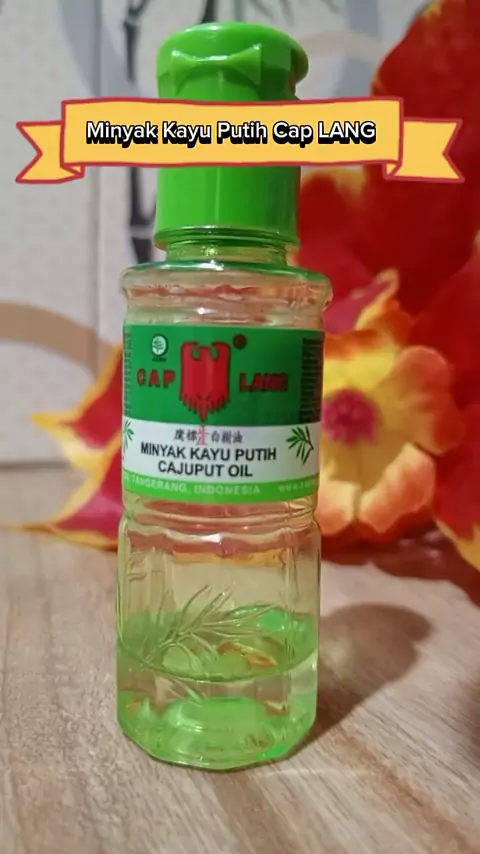 Minyak Kayu Putih Cap LANG
CAP LANG
MINYAK KAYU PUTIH
CAJUPUT OIL
TANGERANG, INDONESIA